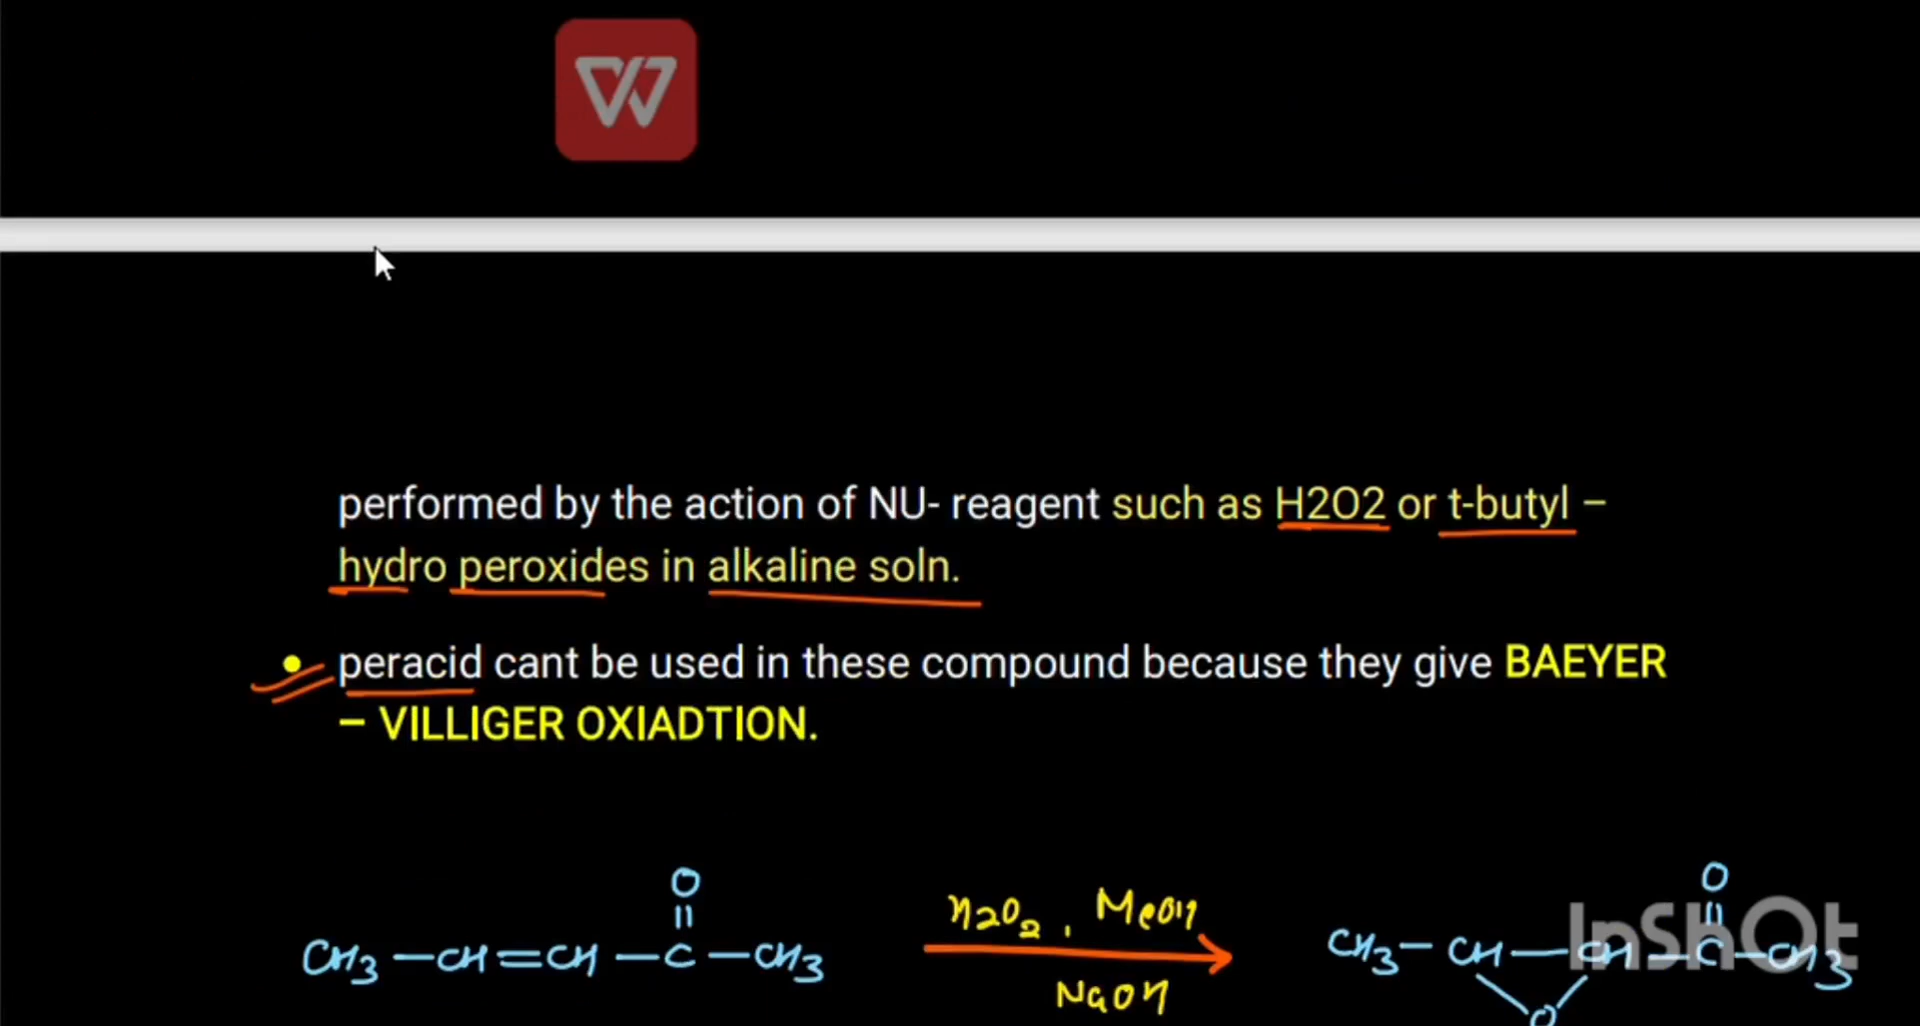 performed by the action of NU- reagent such as H2O2 or t-butyl –
hydro peroxides in alkaline soln.
• peracid cant be used in these compound because they give BAEYER
– VILLIGER OXIADTION.
O
||
CH3 – CH = CH – C – CH3
H2O2 , MeOH
NaOH
O
||
CH3 – CH – CH – C – CH3
O
InShOt